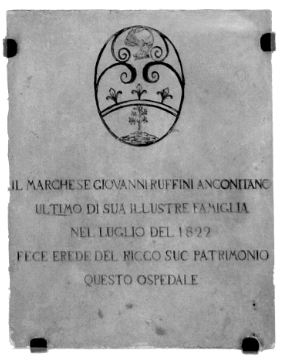 IL MARCHESE GIOVANNI RUFFINI ANCONITANO
ULTIMO DI SUA ILLUSTRE FAMIGLIA
NEL LUGLIO DEL 1822
FECE EREDE DEL RICCO SUO PATRIMONIO
QUESTO OSPEDALE